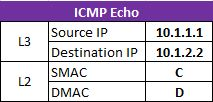 ICMP Echo
L3 Source IP 10.1.1.1
Destination IP 10.1.2.2
L2 SMAC C
DMAC D